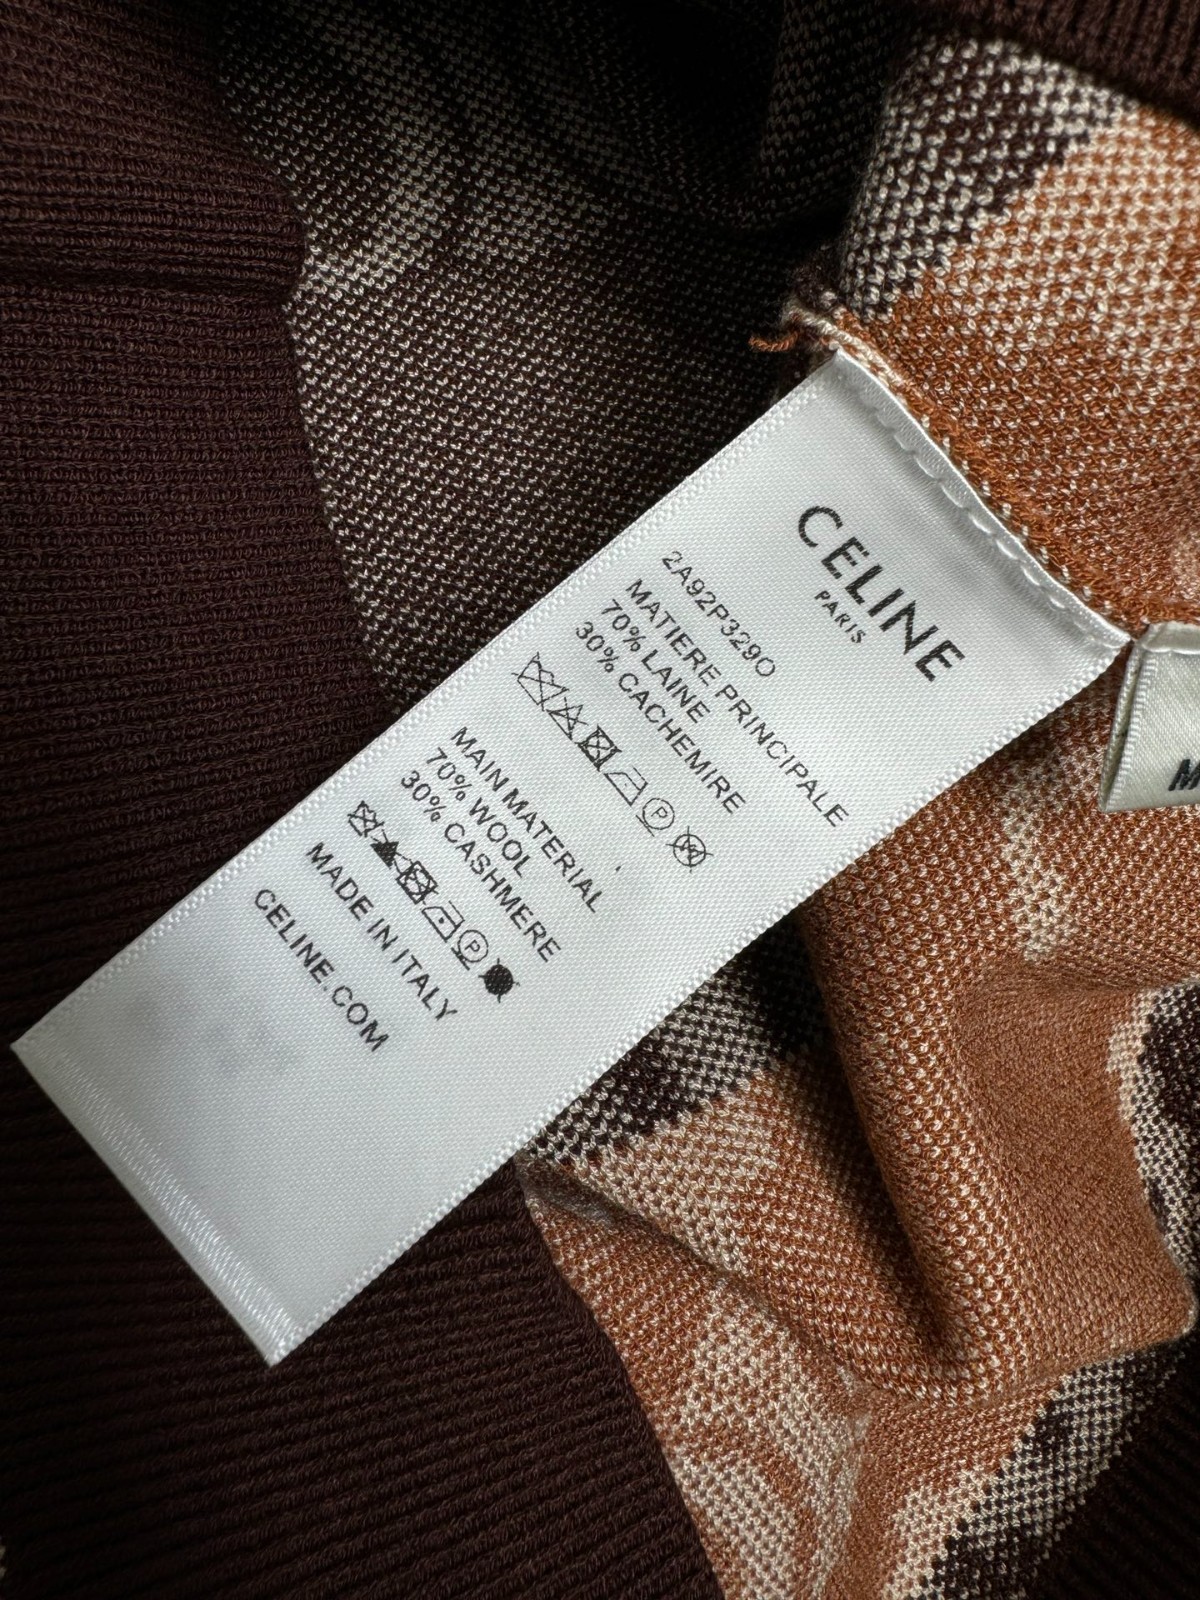 CELINE
PARIS
2A92P329O
MATIERE PRINCIPALE
70% LAINE
30% CACHEMIRE
P
W
MAIN MATERIAL
70% WOOL
30% CASHMERE
P
MADE IN ITALY
CELINE.COM
M